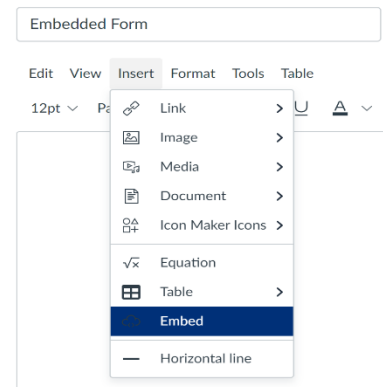 Embedded Form
Edit View Insert Format Tools Table
12pt
U A
Link
Image
Media
Document
Icon Maker Icons
Equation
Table
Embed
Horizontal line